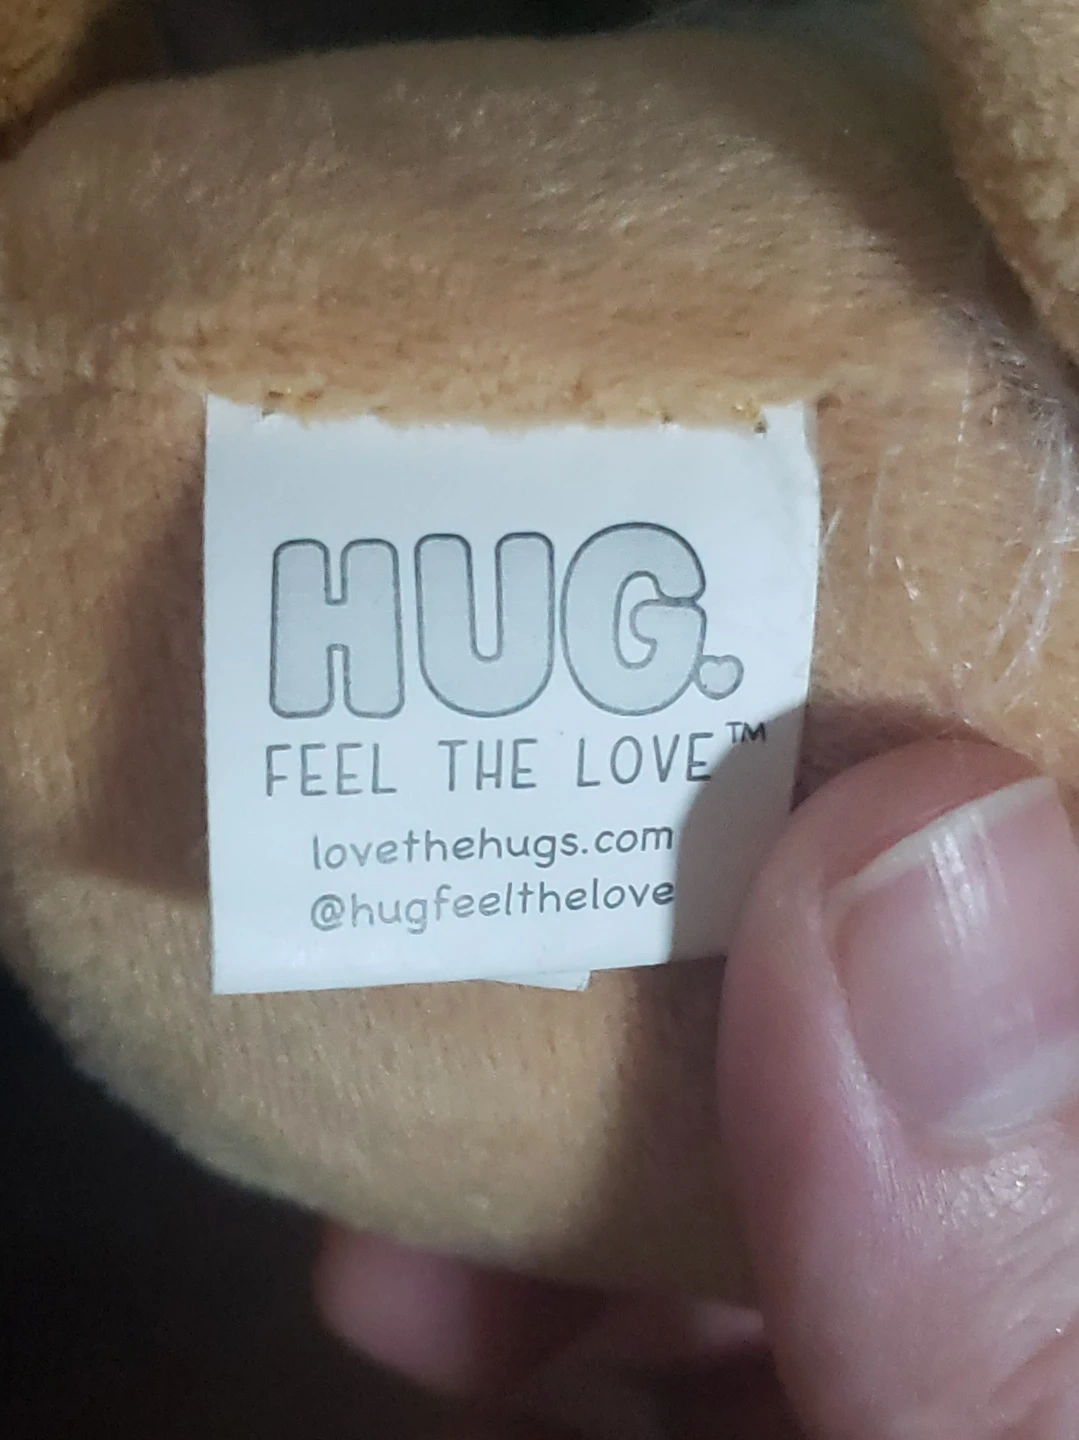 HUG.
FEEL THE LOVE™
lovethehugs.com
@hugfeelthelove